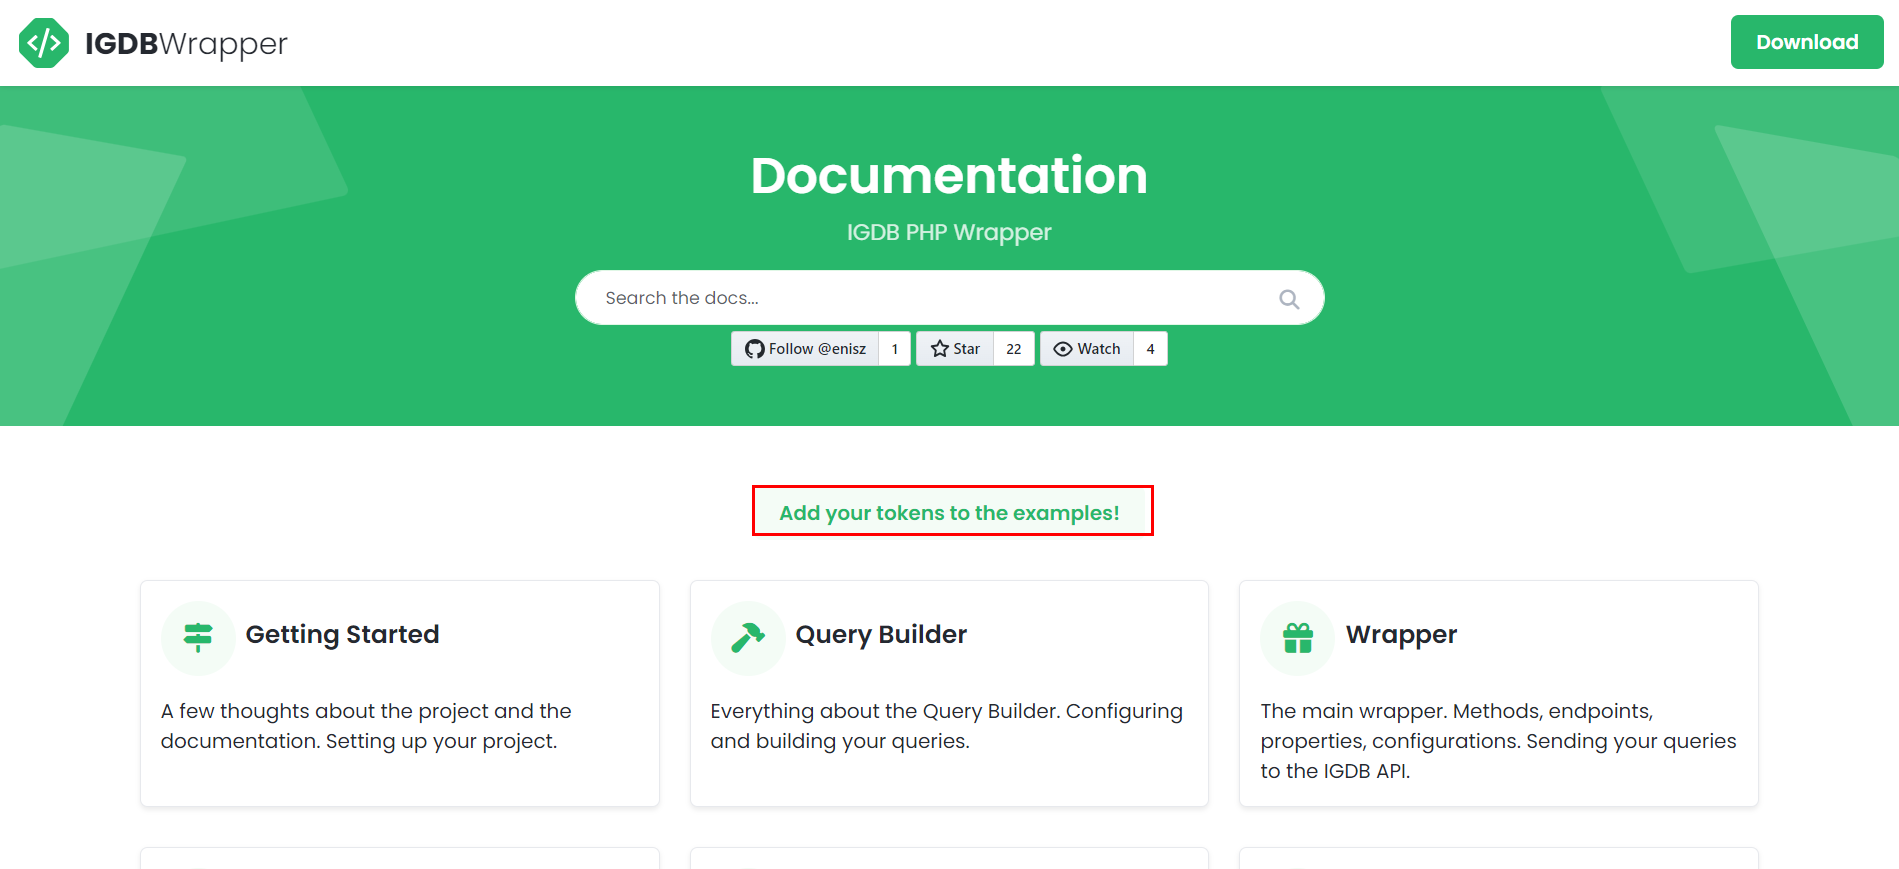 IGDBWrapper
Download
Documentation
IGDB PHP Wrapper
Search the docs...
Follow @enisz 1 Star 22 Watch 4
Add your tokens to the examples!
Getting Started
A few thoughts about the project and the
documentation. Setting up your project.
Query Builder
Everything about the Query Builder. Configuring
and building your queries.
Wrapper
The main wrapper. Methods, endpoints,
properties, configurations. Sending your queries
to the IGDB API.